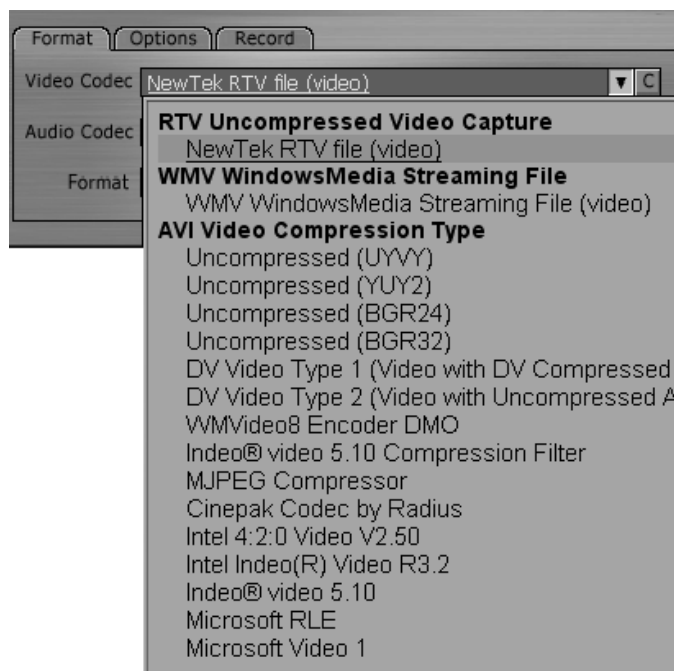 Format Options Record
Video Codec NewTek RTV file (video) C
Audio Codec
Format
RTV Uncompressed Video Capture
NewTek RTV file (video)
WMV WindowsMedia Streaming File
WMV WindowsMedia Streaming File (video)
AVI Video Compression Type
Uncompressed (UYVY)
Uncompressed (YUY2)
Uncompressed (BGR24)
Uncompressed (BGR32)
DV Video Type 1 (Video with DV Compressed
DV Video Type 2 (Video with Uncompressed A
WMVideo8 Encoder DMO
Indeo® video 5.10 Compression Filter
MJPEG Compressor
Cinepak Codec by Radius
Intel 4:2:0 Video V2.50
Intel Indeo(R) Video R3.2
Indeo® video 5.10
Microsoft RLE
Microsoft Video 1